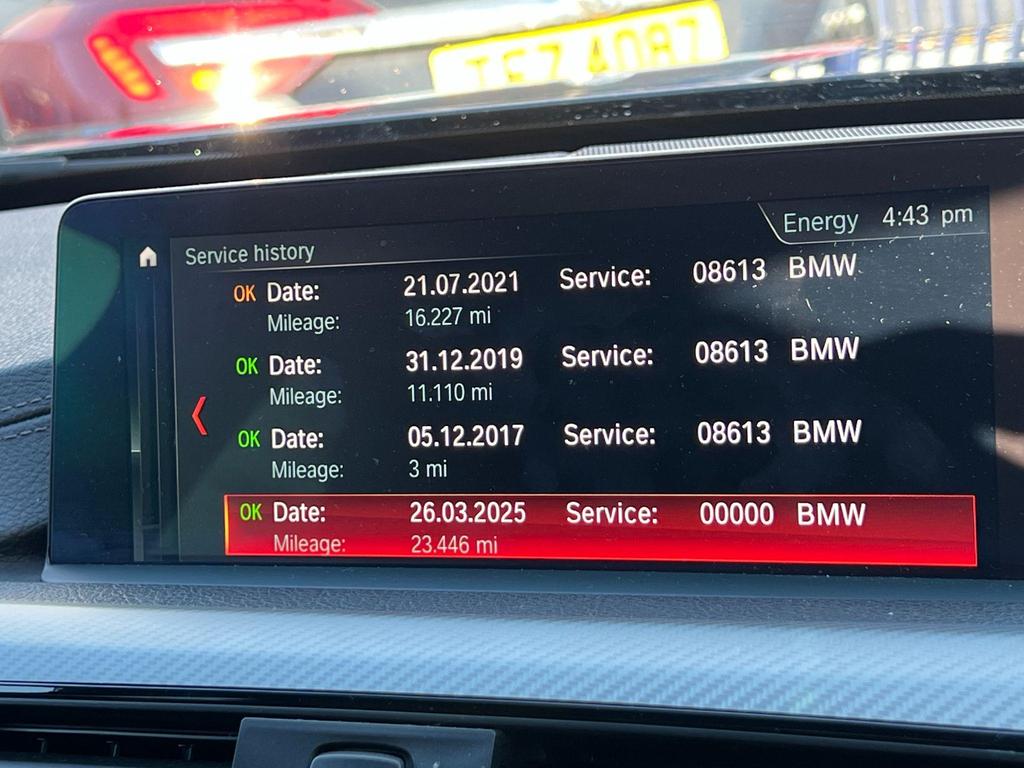 TEZ 4087
Energy 4:43 pm
Service history
OK Date: 21.07.2021 Service: 08613 BMW
Mileage: 16.227 mi
OK Date: 31.12.2019 Service: 08613 BMW
Mileage: 11.110 mi
OK Date: 05.12.2017 Service: 08613 BMW
Mileage: 3 mi
OK Date: 26.03.2025 Service: 00000 BMW
Mileage: 23.446 mi